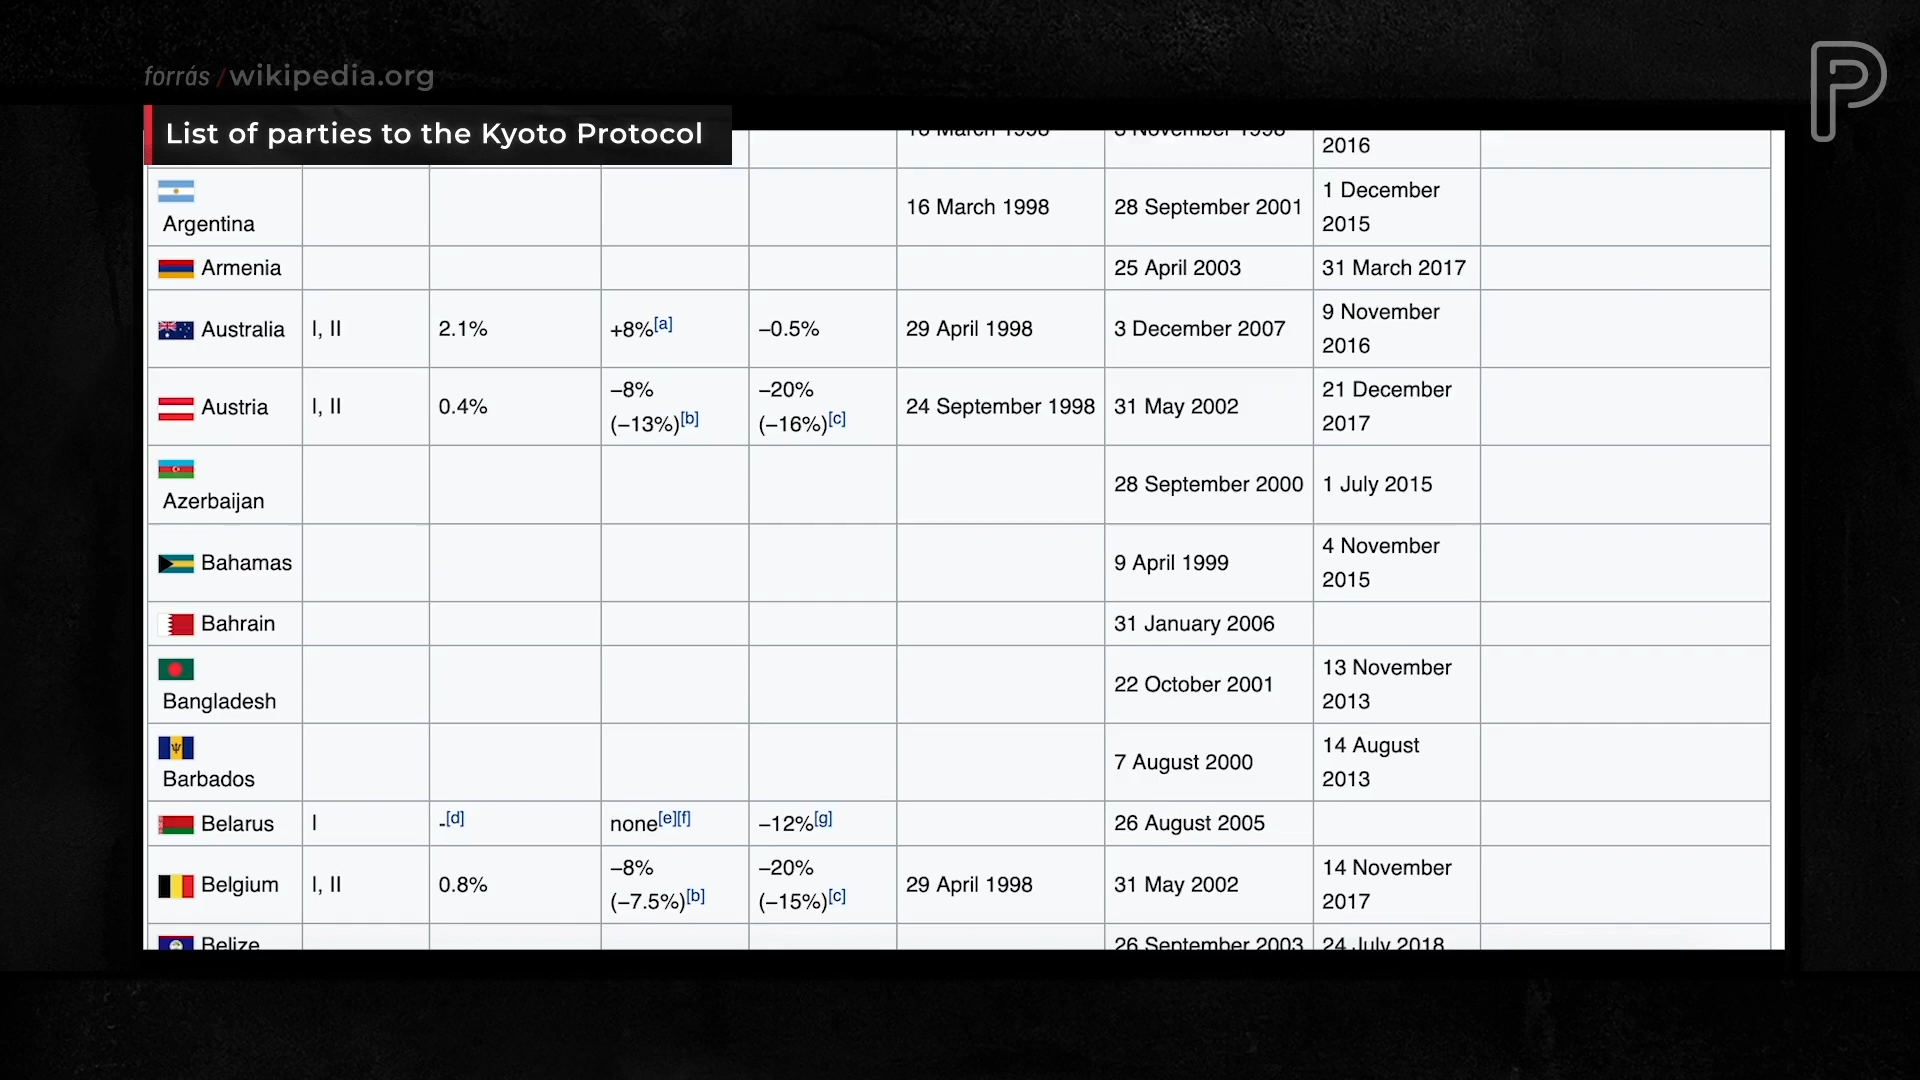 forrás / wikipedia.org
List of parties to the Kyoto Protocol
16 March 1998 3 November 1998 2016
Argentina 16 March 1998 28 September 2001 1 December 2015
Armenia 25 April 2003 31 March 2017
Australia I, II 2.1% +8%[a] –0.5% 29 April 1998 3 December 2007 9 November 2016
Austria I, II 0.4% –8% (–13%)[b] –20% (–16%)[c] 24 September 1998 31 May 2002 21 December 2017
Azerbaijan 28 September 2000 1 July 2015
Bahamas 9 April 1999 4 November 2015
Bahrain 31 January 2006
Bangladesh 22 October 2001 13 November 2013
Barbados 7 August 2000 14 August 2013
Belarus I -[d] none[e][f] –12%[g] 26 August 2005
Belgium I, II 0.8% –8% (–7.5%)[b] –20% (–15%)[c] 29 April 1998 31 May 2002 14 November 2017
Belize 26 September 2003 24 July 2018